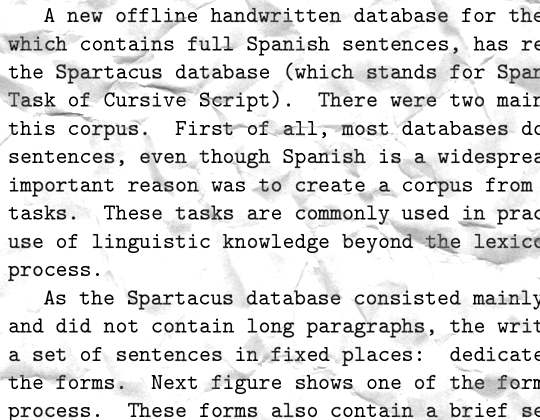 A new offline handwritten database for the
which contains full Spanish sentences, has re
the Spartacus database (which stands for Span
Task of Cursive Script). There were two main
this corpus. First of all, most databases do
sentences, even though Spanish is a widesprea
important reason was to create a corpus from
tasks. These tasks are commonly used in prac
use of linguistic knowledge beyond the lexico
process.
As the Spartacus database consisted mainly
and did not contain long paragraphs, the writ
a set of sentences in fixed places: dedicate
the forms. Next figure shows one of the form
process. These forms also contain a brief se